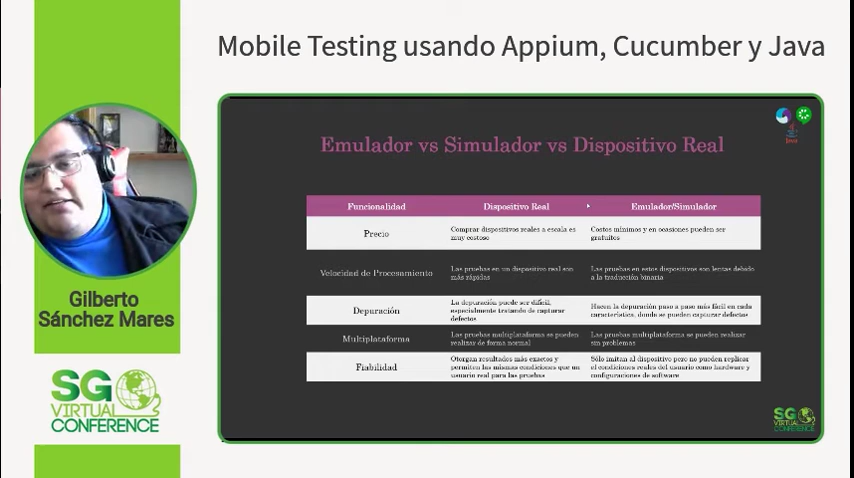 Mobile Testing usando Appium, Cucumber y Java
Emulador vs Simulador vs Dispositivo Real
Java
Funcionalidad
Dispositivo Real
Emulador/Simulador
Precio
Comprar dispositivos reales a escala es
muy costoso
Costos mínimos y en ocasiones pueden ser
gratuitos
Velocidad de Procesamiento
Las pruebas en un dispositivo real son
más rápidas
Las pruebas en estos dispositivos son lentas debido
a la traducción binaria
Depuración
La depuración puede ser difícil,
especialmente tratando de capturar
defectos
Hacen la depuración paso a paso más fácil en cada
característica, donde se pueden capturar defectos
Multiplataforma
Las pruebas multiplataforma se pueden
realizar de forma normal
Las pruebas multiplataforma se pueden realizar
sin problemas
Fiabilidad
Otorgan resultados más exactos y
permiten las mismas condiciones que un
usuario real para las pruebas
Sólo imitan al dispositivo pero no pueden replicar
el condiciones reales del usuario como hardware y
configuraciones de software
Gilberto
Sánchez Mares
SG
VIRTUAL
CONFERENCE
SG
VIRTUAL
CONFERENCE